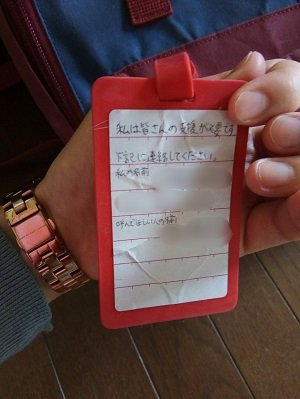 私は皆さんの支援が必要です
下記に連絡してください。
私の名前
呼んでほしい人の名前